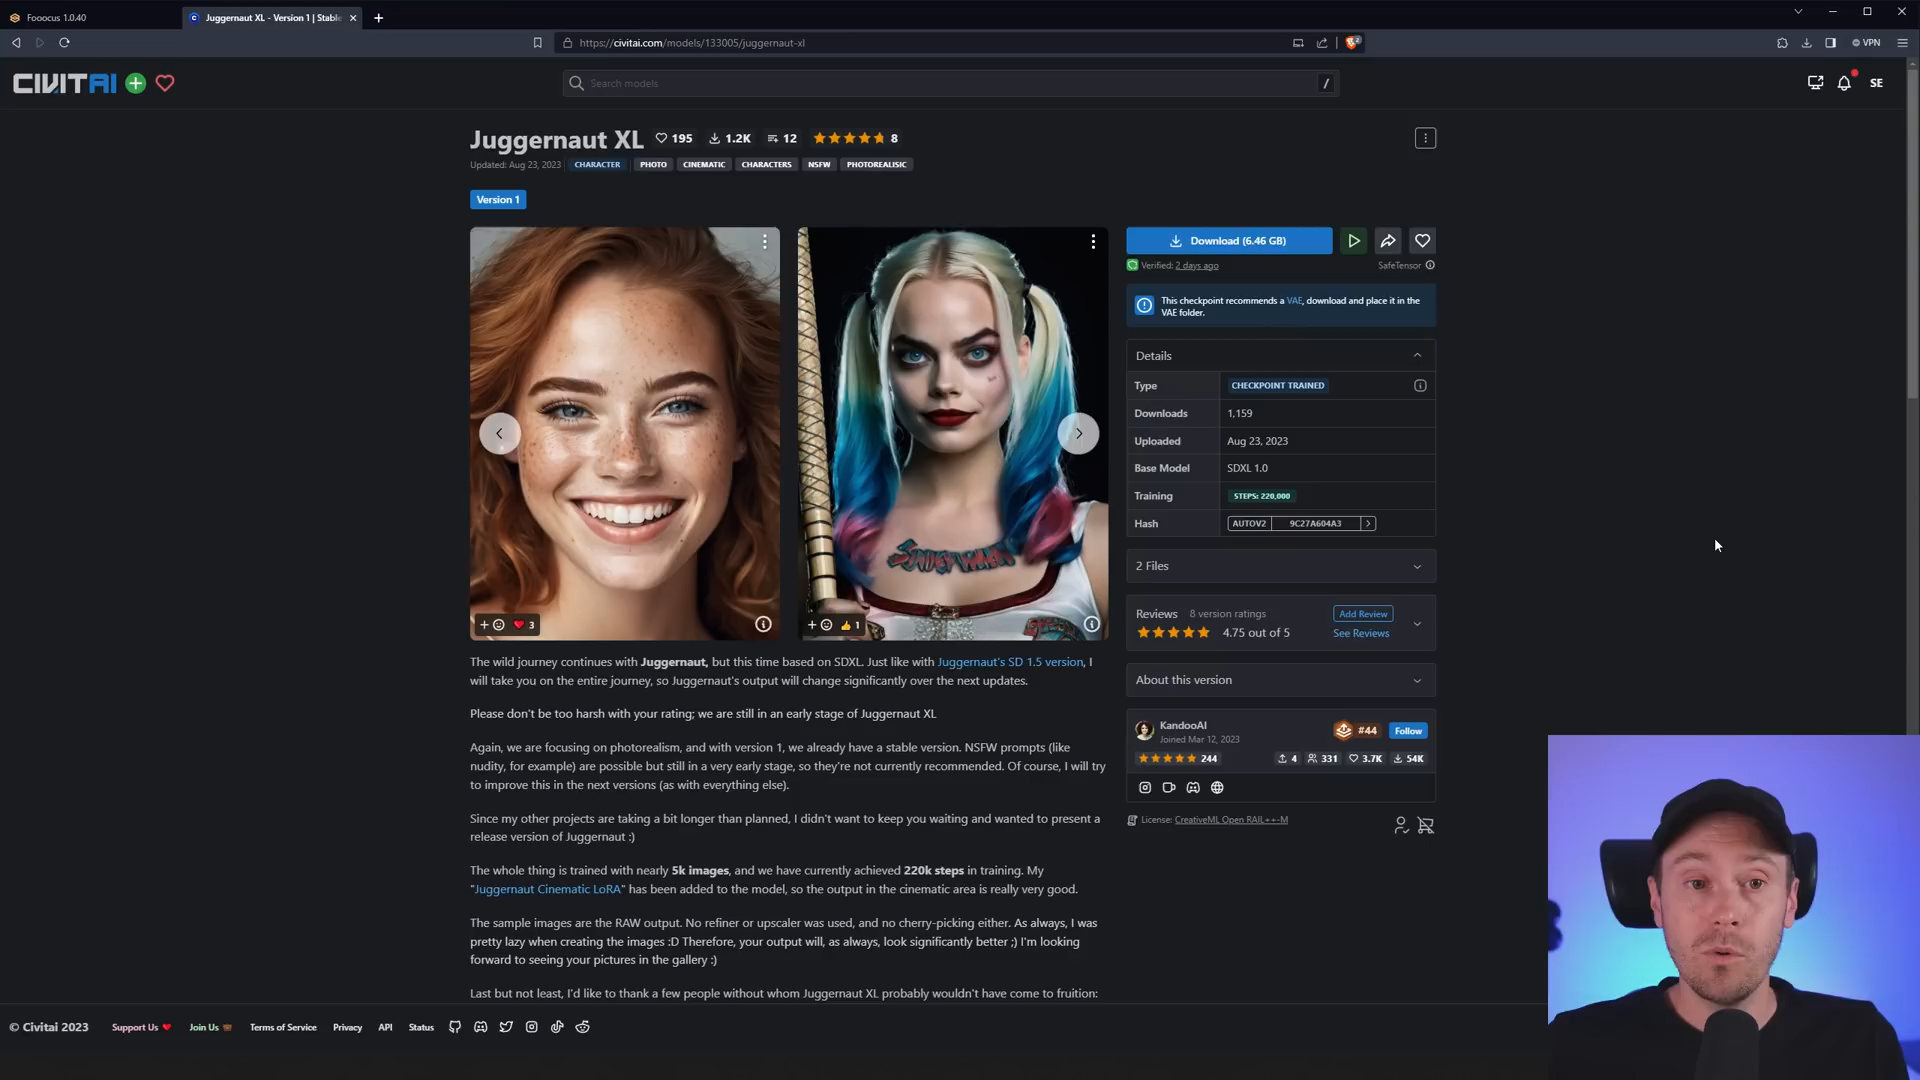 Fooocus 1.0.40
Juggernaut XL - Version 1 | Stable
https://civitai.com/models/133005/juggernaut-xl
VPN
CIVITAI
Search models
/
SE
Juggernaut XL 195 1.2K 12 8
Updated: Aug 23, 2023 CHARACTER PHOTO CINEMATIC CHARACTERS NSFW PHOTOREALISIC
Version 1
3
1
Download (6.46 GB)
Verified: 2 days ago SafeTensor
This checkpoint recommends a VAE, download and place it in the
VAE folder.
Details
Type CHECKPOINT TRAINED
Downloads 1,159
Uploaded Aug 23, 2023
Base Model SDXL 1.0
Training STEPS: 220,000
Hash AUTOV2 9C27A604A3
2 Files
Reviews 8 version ratings Add Review
4.75 out of 5 See Reviews
About this version
KandooAI #44 Follow
Joined Mar 12, 2023
244 4 331 3.7K 54K
License: CreativeML Open RAIL++-M
The wild journey continues with Juggernaut, but this time based on SDXL. Just like with Juggernaut's SD 1.5 version, I
will take you on the entire journey, so Juggernaut's output will change significantly over the next updates.
Please don't be too harsh with your rating; we are still in an early stage of Juggernaut XL
Again, we are focusing on photorealism, and with version 1, we already have a stable version. NSFW prompts (like
nudity, for example) are possible but still in a very early stage, so they're not currently recommended. Of course, I will try
to improve this in the next versions (as with everything else).
Since my other projects are taking a bit longer than planned, I didn't want to keep you waiting and wanted to present a
release version of Juggernaut :)
The whole thing is trained with nearly 5k images, and we have currently achieved 220k steps in training. My
"Juggernaut Cinematic LoRA" has been added to the model, so the output in the cinematic area is really very good.
The sample images are the RAW output. No refiner or upscaler was used, and no cherry-picking either. As always, I was
pretty lazy when creating the images :D Therefore, your output will, as always, look significantly better ;) I'm looking
forward to seeing your pictures in the gallery :)
Last but not least, I'd like to thank a few people without whom Juggernaut XL probably wouldn't have come to fruition:
© Civitai 2023 Support Us Join Us Terms of Service Privacy API Status